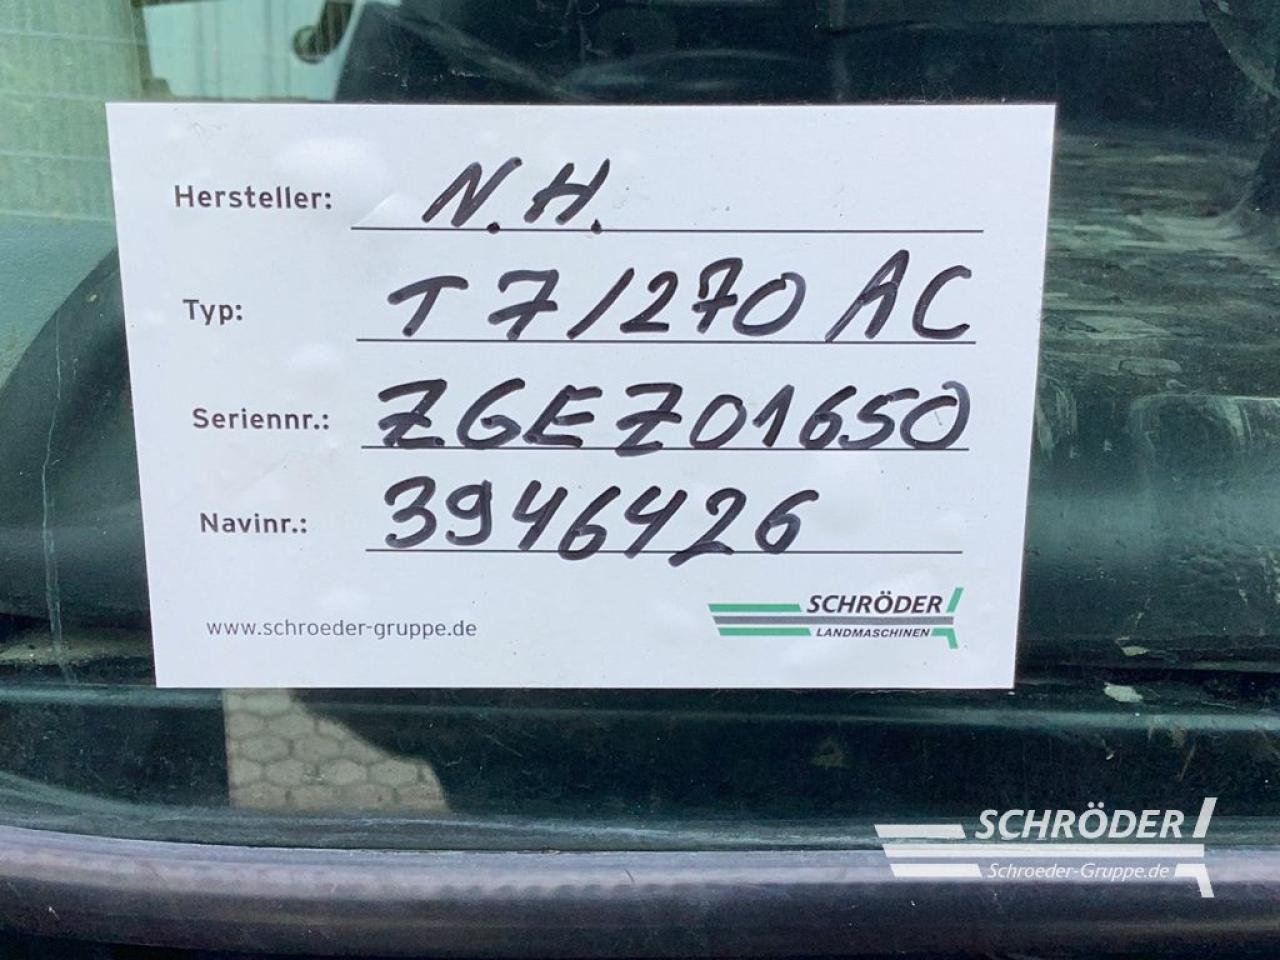 Hersteller: N.H.
Typ: T7/270 AC
Seriennr.: ZGEZ01650
Navinr.: 3946426
www.schroeder-gruppe.de
SCHRÖDER
LANDMASCHINEN
SCHRÖDER
Schroeder-Gruppe.de